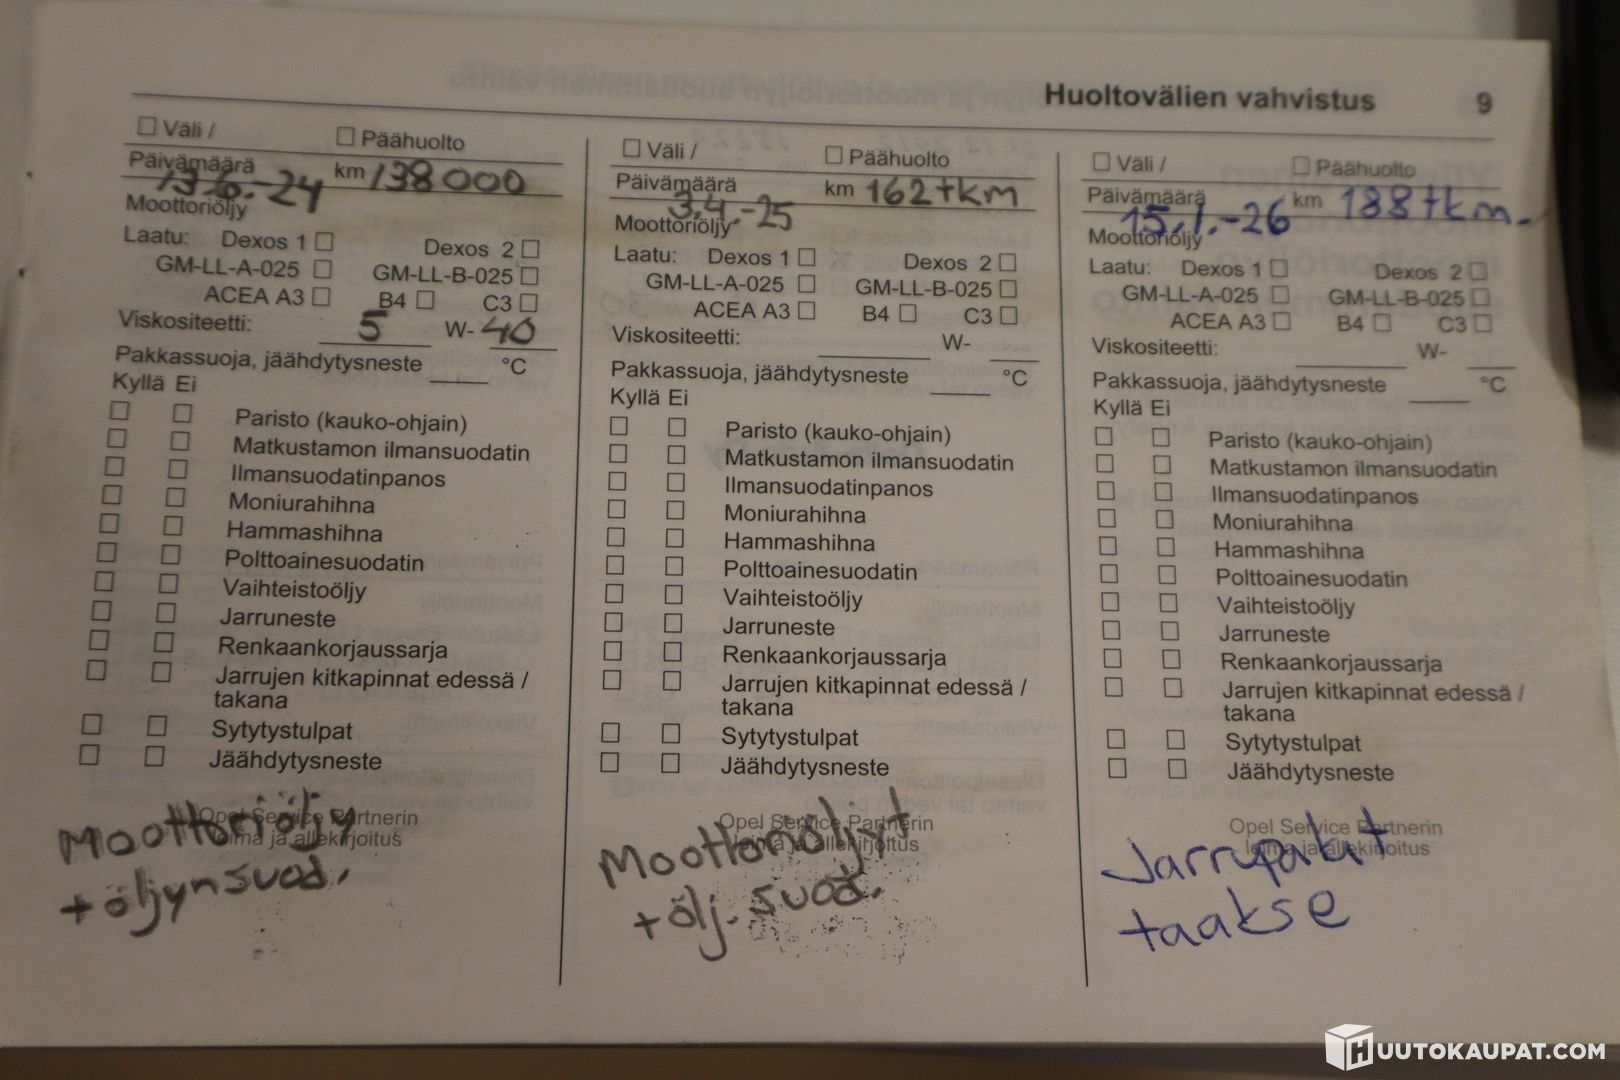 Huoltovälien vahvistus 9
☐ Väli / ☐ Päähuolto
Päivämäärä 13.6.-24 km 138000
Moottoriöljy
Laatu: Dexos 1 ☐ Dexos 2 ☐
GM-LL-A-025 ☐ GM-LL-B-025 ☐
ACEA A3 ☐ B4 ☐ C3 ☐
Viskositeetti: 5 W- 40
Pakkassuoja, jäähdytysneste °C
Kyllä Ei
☐ ☐ Paristo (kauko-ohjain)
☐ ☐ Matkustamon ilmansuodatin
☐ ☐ Ilmansuodatinpanos
☐ ☐ Moniurahihna
☐ ☐ Hammashihna
☐ ☐ Polttoainesuodatin
☐ ☐ Vaihteistoöljy
☐ ☐ Jarruneste
☐ ☐ Renkaankorjaussarja
☐ ☐ Jarrujen kitkapinnat edessä /
takana
☐ ☐ Sytytystulpat
☐ ☐ Jäähdytysneste
Opel Service Partnerin
leima ja allekirjoitus
Moottoriöljy
+ öljynsuod.
☐ Väli / ☐ Päähuolto
Päivämäärä 3.4.-25 km 162tkm
Moottoriöljy
Laatu: Dexos 1 ☐ Dexos 2 ☐
GM-LL-A-025 ☐ GM-LL-B-025 ☐
ACEA A3 ☐ B4 ☐ C3 ☐
Viskositeetti: W-
Pakkassuoja, jäähdytysneste °C
Kyllä Ei
☐ ☐ Paristo (kauko-ohjain)
☐ ☐ Matkustamon ilmansuodatin
☐ ☐ Ilmansuodatinpanos
☐ ☐ Moniurahihna
☐ ☐ Hammashihna
☐ ☐ Polttoainesuodatin
☐ ☐ Vaihteistoöljy
☐ ☐ Jarruneste
☐ ☐ Renkaankorjaussarja
☐ ☐ Jarrujen kitkapinnat edessä /
takana
☐ ☐ Sytytystulpat
☐ ☐ Jäähdytysneste
Opel Service Partnerin
leima ja allekirjoitus
Moottoriöljyt
+ölj. suod.
☐ Väli / ☐ Päähuolto
Päivämäärä 15.1.-26 km 188tkm.
Moottoriöljy
Laatu: Dexos 1 ☐ Dexos 2 ☐
GM-LL-A-025 ☐ GM-LL-B-025 ☐
ACEA A3 ☐ B4 ☐ C3 ☐
Viskositeetti: W-
Pakkassuoja, jäähdytysneste °C
Kyllä Ei
☐ ☐ Paristo (kauko-ohjain)
☐ ☐ Matkustamon ilmansuodatin
☐ ☐ Ilmansuodatinpanos
☐ ☐ Moniurahihna
☐ ☐ Hammashihna
☐ ☐ Polttoainesuodatin
☐ ☐ Vaihteistoöljy
☐ ☐ Jarruneste
☐ ☐ Renkaankorjaussarja
☐ ☐ Jarrujen kitkapinnat edessä /
takana
☐ ☐ Sytytystulpat
☐ ☐ Jäähdytysneste
Opel Service Partnerin
leima ja allekirjoitus
Jarrupalat
taakse
HUUTOKAUPAT.COM